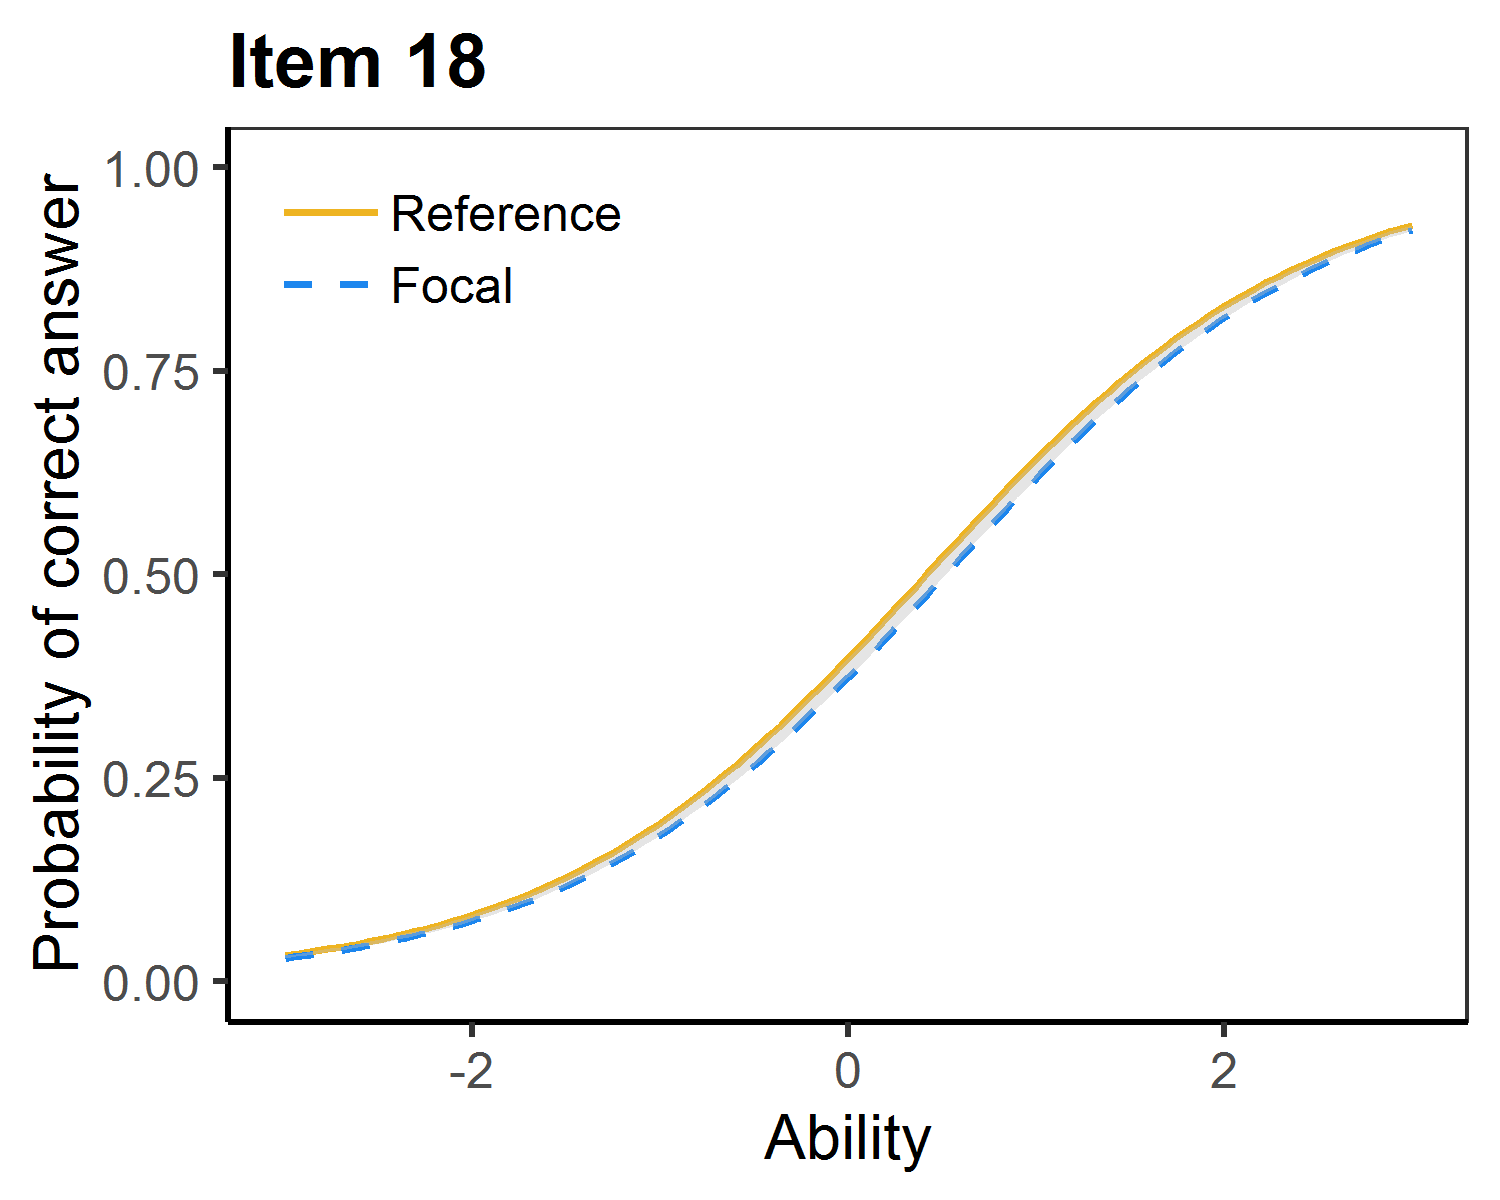 Item 18
Probability of correct answer
1.00
0.75
0.50
0.25
0.00
Reference
Focal
-2 0 2
Ability